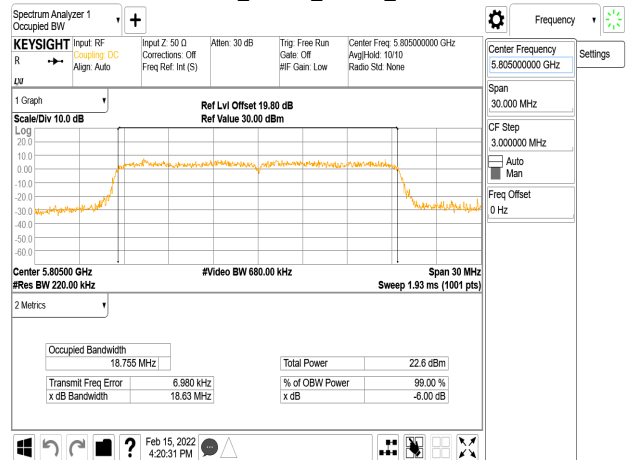 Spectrum Analyzer 1
Occupied BW
Frequency
KEYSIGHT
R
LXI
Input: RF
Coupling: DC
Align: Auto
Input Z: 50 Ω
Corrections: Off
Freq Ref: Int (S)
Atten: 30 dB
Trig: Free Run
Gate: Off
#IF Gain: Low
Center Freq: 5.805000000 GHz
Avg|Hold: 10/10
Radio Std: None
Center Frequency
5.805000000 GHz
Settings
Span
30.000 MHz
CF Step
3.000000 MHz
Auto
Man
Freq Offset
0 Hz
1 Graph
Scale/Div 10.0 dB
Ref Lvl Offset 19.80 dB
Ref Value 30.00 dBm
Log
20.0
10.0
0.00
-10.0
-20.0
-30.0
-40.0
-50.0
-60.0
Center 5.80500 GHz
#Video BW 680.00 kHz
Span 30 MHz
#Res BW 220.00 kHz
Sweep 1.93 ms (1001 pts)
2 Metrics
Occupied Bandwidth
18.755 MHz
Total Power 22.6 dBm
Transmit Freq Error 6.980 kHz
% of OBW Power 99.00 %
x dB Bandwidth 18.63 MHz
x dB -6.00 dB
?
Feb 15, 2022
4:20:31 PM